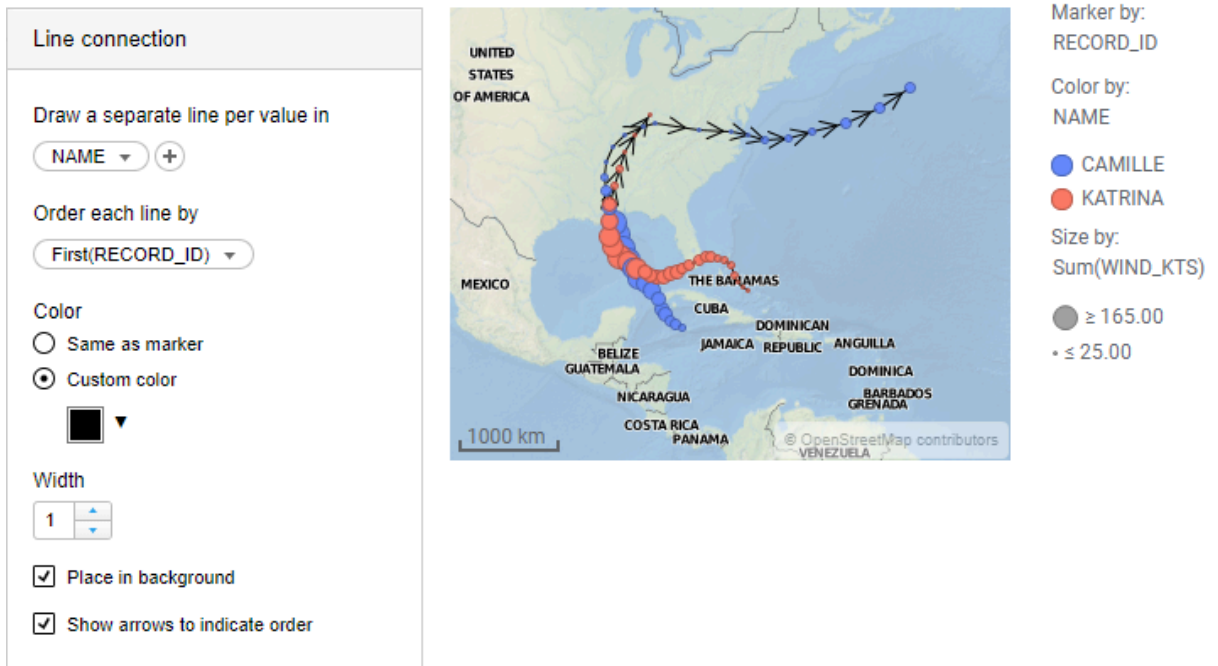 Line connection
Draw a separate line per value in
NAME
Order each line by
First(RECORD_ID)
Color
Same as marker
Custom color
Width
1
Place in background
Show arrows to indicate order
UNITED
STATES
OF AMERICA
MEXICO
THE BAHAMAS
CUBA
DOMINICAN
REPUBLIC
JAMAICA
ANGUILLA
BELIZE
GUATEMALA
DOMINICA
NICARAGUA
BARBADOS
GRENADA
COSTA RICA
PANAMA
VENEZUELA
1000 km
© OpenStreetMap contributors
Marker by:
RECORD_ID
Color by:
NAME
CAMILLE
KATRINA
Size by:
Sum(WIND_KTS)
≥ 165.00
≤ 25.00